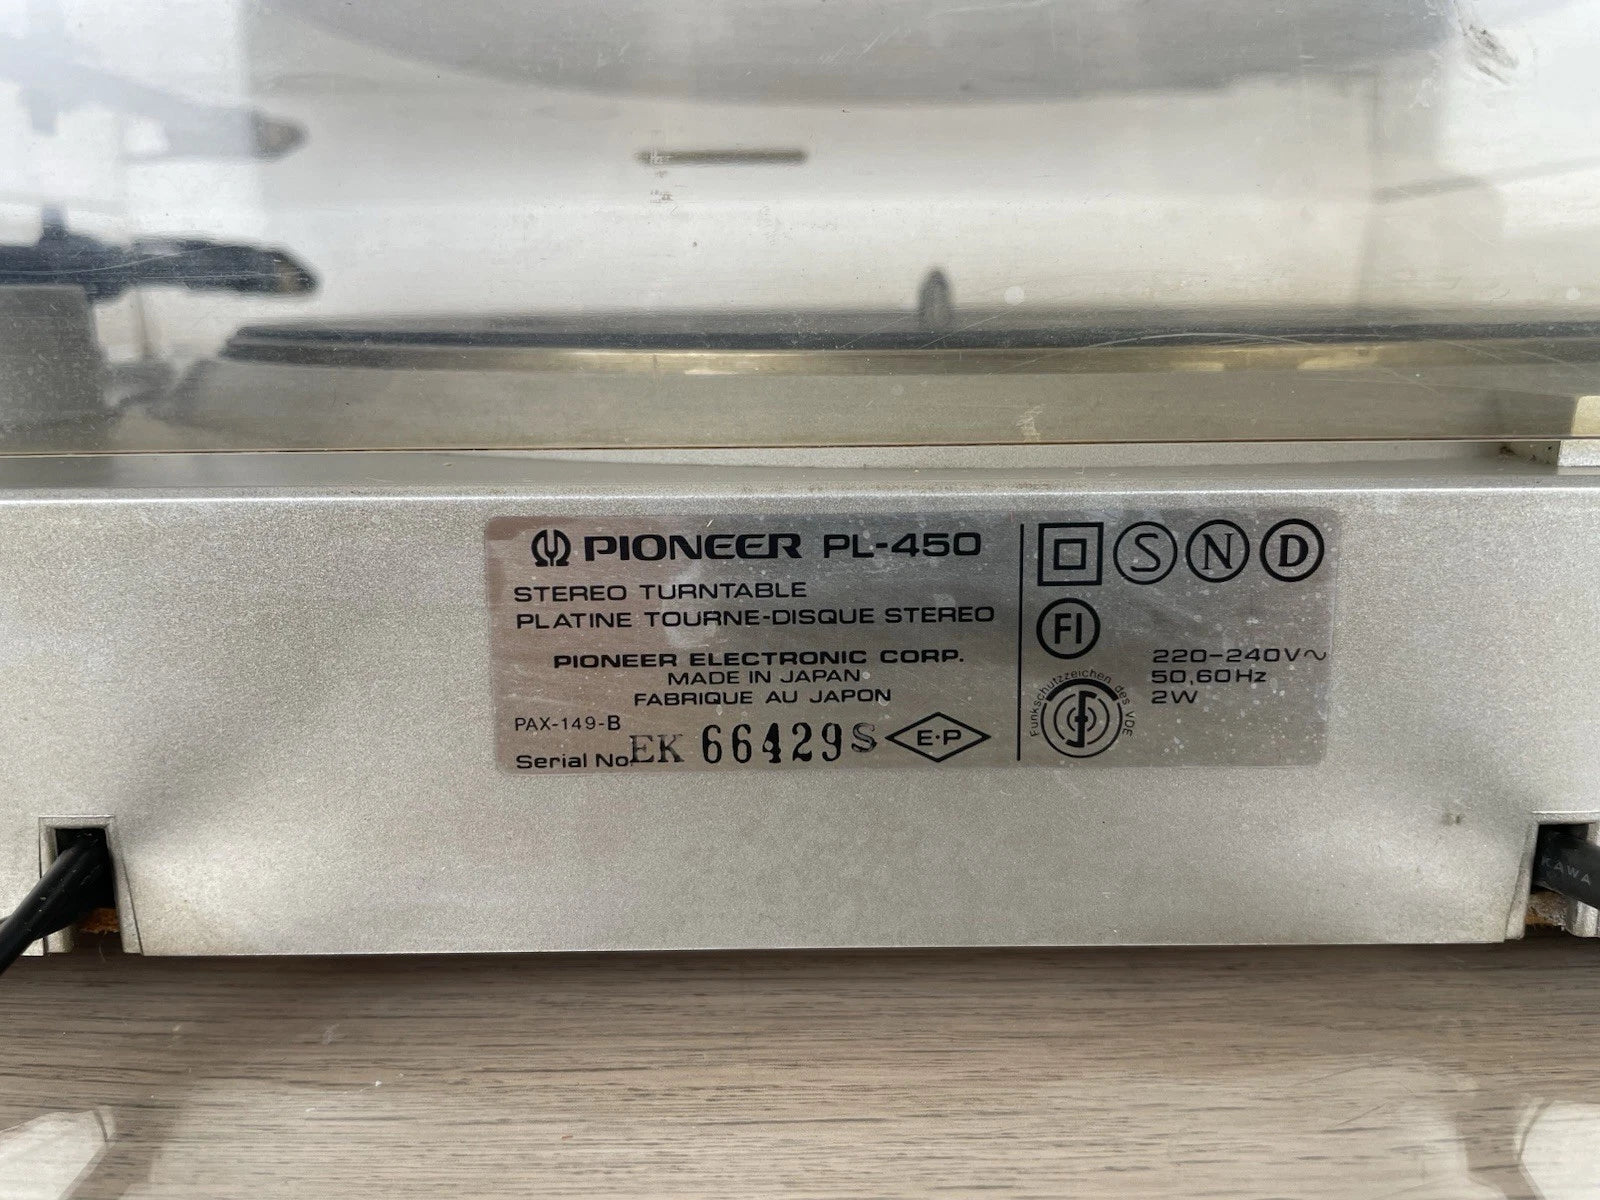 PIONEER PL-450
STEREO TURNTABLE
PLATINE TOURNE-DISQUE STEREO
PIONEER ELECTRONIC CORP.
MADE IN JAPAN
FABRIQUE AU JAPON
PAX-149-B
Serial No. EK 66429S
E·P
S N D
FI
Funkschutzzeichen des VDE
220-240V~
50,60Hz
2W
KAWA